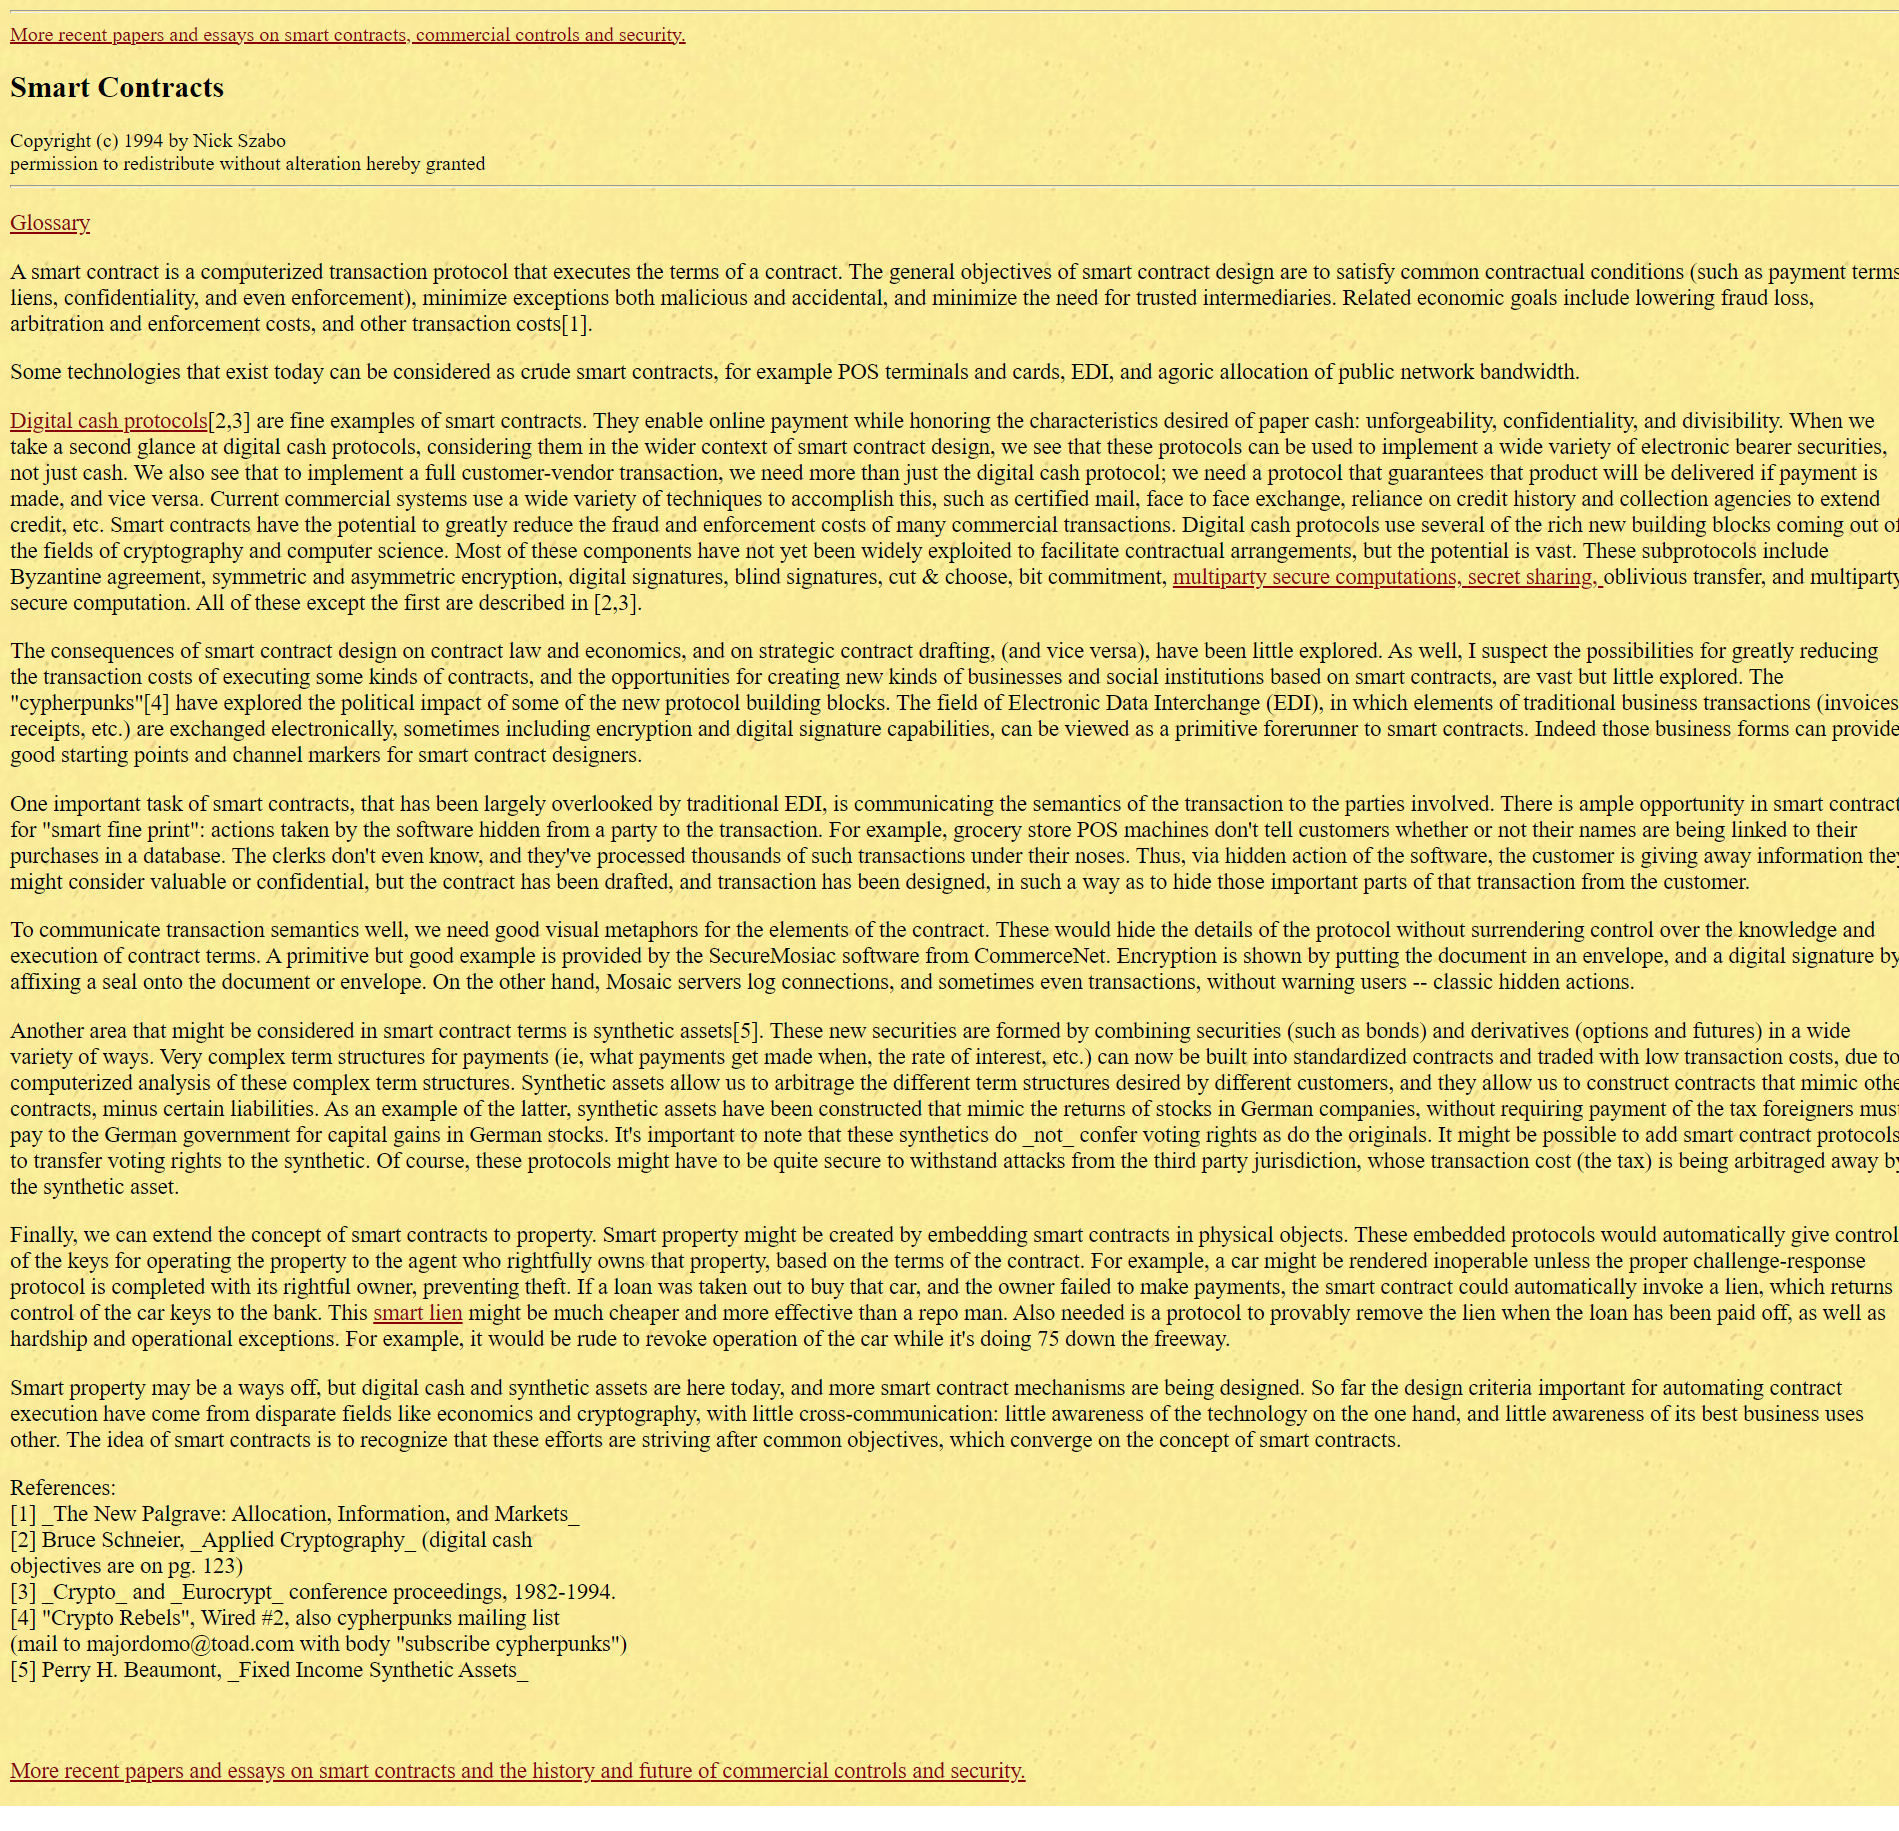 More recent papers and essays on smart contracts, commercial controls and security.
Smart Contracts
Copyright (c) 1994 by Nick Szabo
permission to redistribute without alteration hereby granted
Glossary
A smart contract is a computerized transaction protocol that executes the terms of a contract. The general objectives of smart contract design are to satisfy common contractual conditions (such as payment terms
liens, confidentiality, and even enforcement), minimize exceptions both malicious and accidental, and minimize the need for trusted intermediaries. Related economic goals include lowering fraud loss,
arbitration and enforcement costs, and other transaction costs[1].
Some technologies that exist today can be considered as crude smart contracts, for example POS terminals and cards, EDI, and agoric allocation of public network bandwidth.
Digital cash protocols[2,3] are fine examples of smart contracts. They enable online payment while honoring the characteristics desired of paper cash: unforgeability, confidentiality, and divisibility. When we
take a second glance at digital cash protocols, considering them in the wider context of smart contract design, we see that these protocols can be used to implement a wide variety of electronic bearer securities,
not just cash. We also see that to implement a full customer-vendor transaction, we need more than just the digital cash protocol; we need a protocol that guarantees that product will be delivered if payment is
made, and vice versa. Current commercial systems use a wide variety of techniques to accomplish this, such as certified mail, face to face exchange, reliance on credit history and collection agencies to extend
credit, etc. Smart contracts have the potential to greatly reduce the fraud and enforcement costs of many commercial transactions. Digital cash protocols use several of the rich new building blocks coming out of
the fields of cryptography and computer science. Most of these components have not yet been widely exploited to facilitate contractual arrangements, but the potential is vast. These subprotocols include
Byzantine agreement, symmetric and asymmetric encryption, digital signatures, blind signatures, cut & choose, bit commitment, multiparty secure computations, secret sharing, oblivious transfer, and multiparty
secure computation. All of these except the first are described in [2,3].
The consequences of smart contract design on contract law and economics, and on strategic contract drafting, (and vice versa), have been little explored. As well, I suspect the possibilities for greatly reducing
the transaction costs of executing some kinds of contracts, and the opportunities for creating new kinds of businesses and social institutions based on smart contracts, are vast but little explored. The
"cypherpunks"[4] have explored the political impact of some of the new protocol building blocks. The field of Electronic Data Interchange (EDI), in which elements of traditional business transactions (invoices
receipts, etc.) are exchanged electronically, sometimes including encryption and digital signature capabilities, can be viewed as a primitive forerunner to smart contracts. Indeed those business forms can provide
good starting points and channel markers for smart contract designers.
One important task of smart contracts, that has been largely overlooked by traditional EDI, is communicating the semantics of the transaction to the parties involved. There is ample opportunity in smart contract
for "smart fine print": actions taken by the software hidden from a party to the transaction. For example, grocery store POS machines don't tell customers whether or not their names are being linked to their
purchases in a database. The clerks don't even know, and they've processed thousands of such transactions under their noses. Thus, via hidden action of the software, the customer is giving away information they
might consider valuable or confidential, but the contract has been drafted, and transaction has been designed, in such a way as to hide those important parts of that transaction from the customer.
To communicate transaction semantics well, we need good visual metaphors for the elements of the contract. These would hide the details of the protocol without surrendering control over the knowledge and
execution of contract terms. A primitive but good example is provided by the SecureMosiac software from CommerceNet. Encryption is shown by putting the document in an envelope, and a digital signature by
affixing a seal onto the document or envelope. On the other hand, Mosaic servers log connections, and sometimes even transactions, without warning users -- classic hidden actions.
Another area that might be considered in smart contract terms is synthetic assets[5]. These new securities are formed by combining securities (such as bonds) and derivatives (options and futures) in a wide
variety of ways. Very complex term structures for payments (ie, what payments get made when, the rate of interest, etc.) can now be built into standardized contracts and traded with low transaction costs, due to
computerized analysis of these complex term structures. Synthetic assets allow us to arbitrage the different term structures desired by different customers, and they allow us to construct contracts that mimic othe
contracts, minus certain liabilities. As an example of the latter, synthetic assets have been constructed that mimic the returns of stocks in German companies, without requiring payment of the tax foreigners must
pay to the German government for capital gains in German stocks. It's important to note that these synthetics do _not_ confer voting rights as do the originals. It might be possible to add smart contract protocols
to transfer voting rights to the synthetic. Of course, these protocols might have to be quite secure to withstand attacks from the third party jurisdiction, whose transaction cost (the tax) is being arbitraged away by
the synthetic asset.
Finally, we can extend the concept of smart contracts to property. Smart property might be created by embedding smart contracts in physical objects. These embedded protocols would automatically give control
of the keys for operating the property to the agent who rightfully owns that property, based on the terms of the contract. For example, a car might be rendered inoperable unless the proper challenge-response
protocol is completed with its rightful owner, preventing theft. If a loan was taken out to buy that car, and the owner failed to make payments, the smart contract could automatically invoke a lien, which returns
control of the car keys to the bank. This smart lien might be much cheaper and more effective than a repo man. Also needed is a protocol to provably remove the lien when the loan has been paid off, as well as
hardship and operational exceptions. For example, it would be rude to revoke operation of the car while it's doing 75 down the freeway.
Smart property may be a ways off, but digital cash and synthetic assets are here today, and more smart contract mechanisms are being designed. So far the design criteria important for automating contract
execution have come from disparate fields like economics and cryptography, with little cross-communication: little awareness of the technology on the one hand, and little awareness of its best business uses
other. The idea of smart contracts is to recognize that these efforts are striving after common objectives, which converge on the concept of smart contracts.
References:
[1] _The New Palgrave: Allocation, Information, and Markets_
[2] Bruce Schneier, _Applied Cryptography_ (digital cash
objectives are on pg. 123)
[3] _Crypto_ and _Eurocrypt_ conference proceedings, 1982-1994.
[4] "Crypto Rebels", Wired #2, also cypherpunks mailing list
(mail to majordomo@toad.com with body "subscribe cypherpunks")
[5] Perry H. Beaumont, _Fixed Income Synthetic Assets_
More recent papers and essays on smart contracts and the history and future of commercial controls and security.